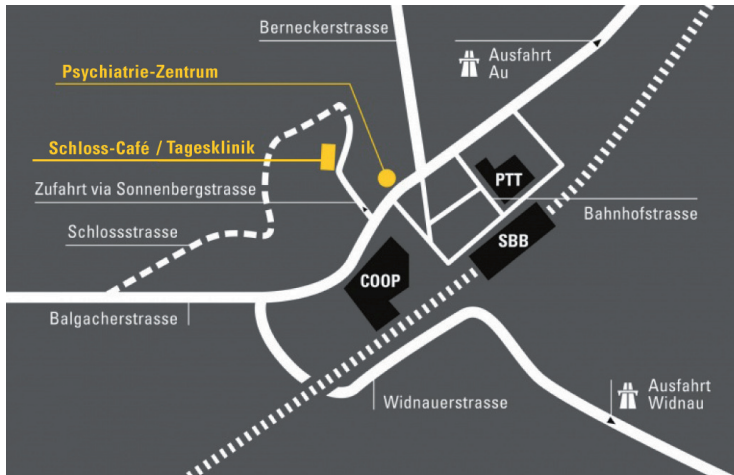 Berneckerstrasse
Ausfahrt
Au
Psychiatrie-Zentrum
Schloss-Café / Tagesklinik
PTT
Zufahrt via Sonnenbergstrasse
Bahnhofstrasse
Schlossstrasse
SBB
COOP
Balgacherstrasse
Ausfahrt
Widnau
Widnauerstrasse